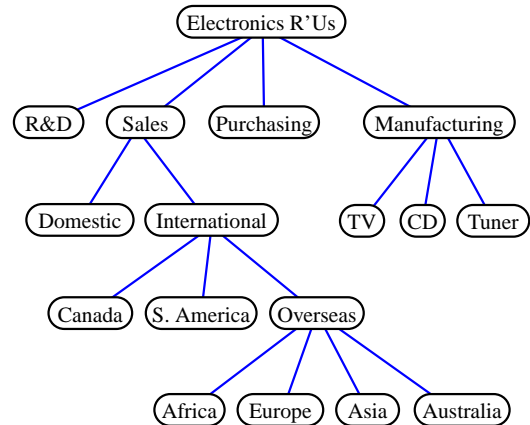 Electronics R'Us
R&D Sales Purchasing Manufacturing
Domestic International TV CD Tuner
Canada S. America Overseas
Africa Europe Asia Australia